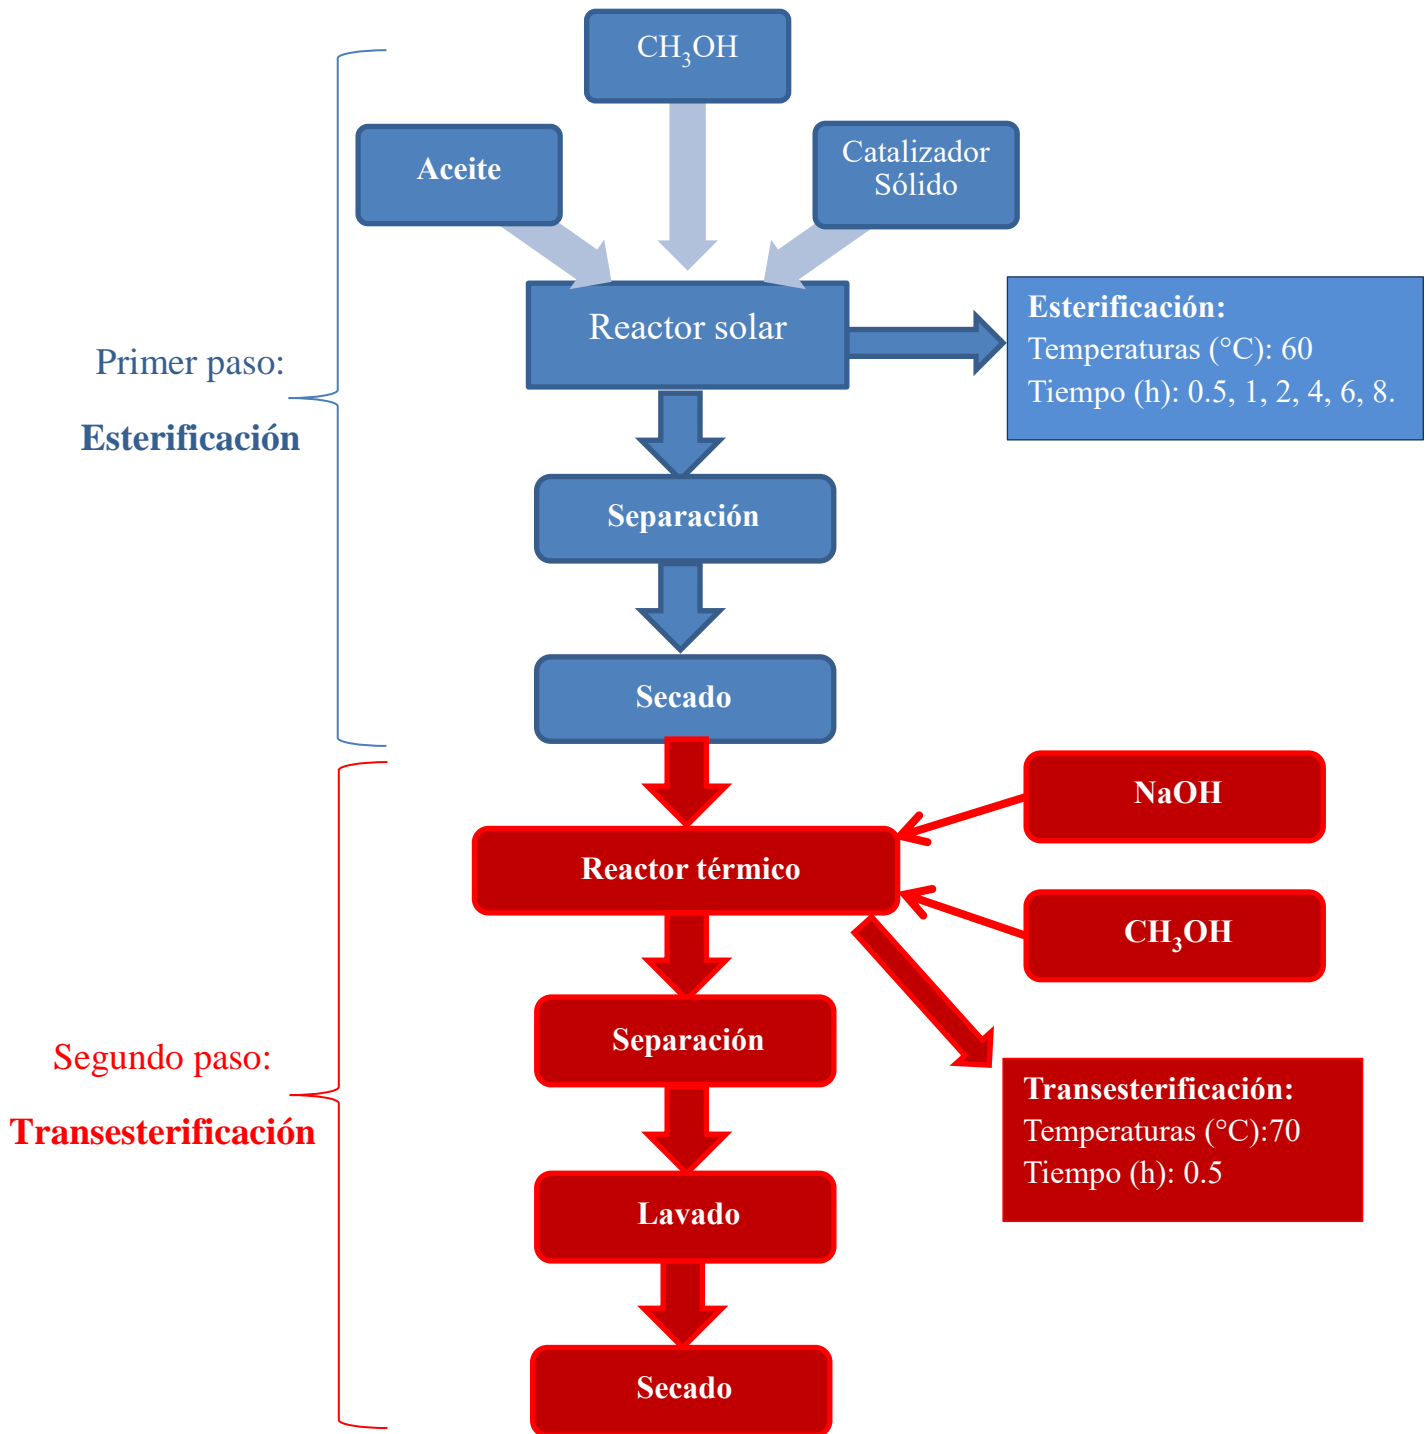 CH₃OH
Aceite
Catalizador
Sólido
Reactor solar
Esterificación:
Temperaturas (°C): 60
Tiempo (h): 0.5, 1, 2, 4, 6, 8.
Primer paso:
Esterificación
Separación
Secado
NaOH
Reactor térmico
CH₃OH
Separación
Segundo paso:
Transesterificación
Transesterificación:
Temperaturas (°C):70
Tiempo (h): 0.5
Lavado
Secado